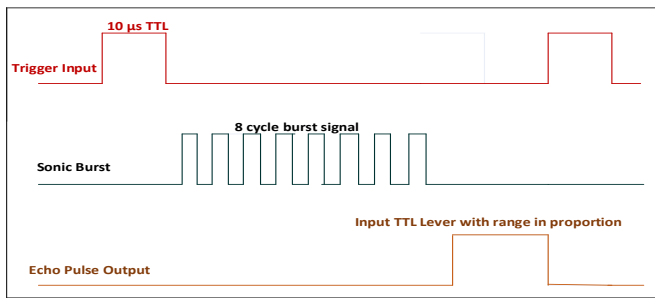 10 µs TTL
Trigger Input
8 cycle burst signal
Sonic Burst
Input TTL Lever with range in proportion
Echo Pulse Output